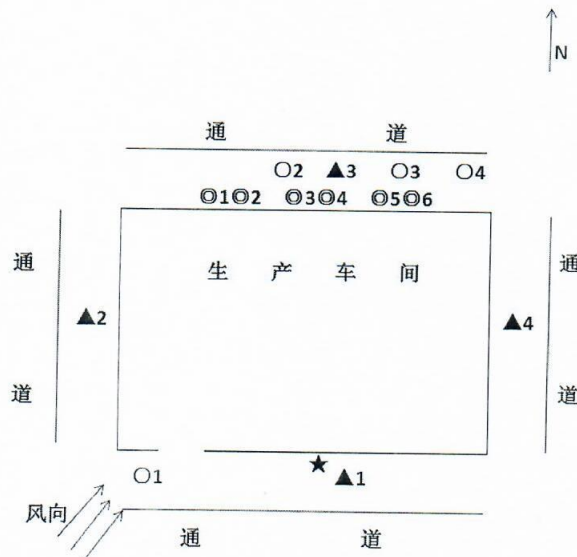 N
通 道
○2 ▲3 ○3 ○4
◎1◎2 ◎3◎4 ◎5◎6
通
道
生 产 车 间
通
道
▲2
▲4
○1
★ ▲1
风向
通 道